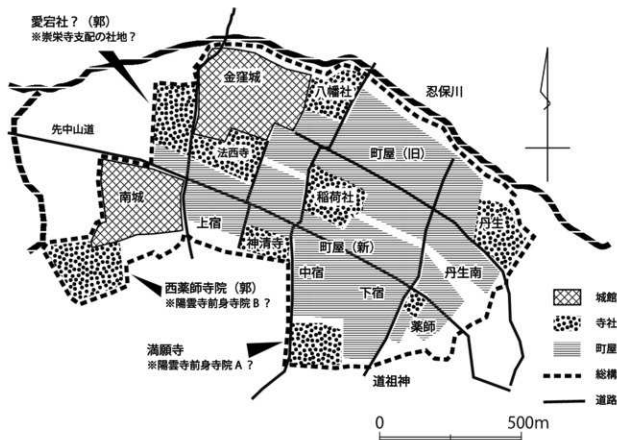 愛宕社？（郭）
※崇栄寺支配の社地？
金窪城
八幡社
忍保川
先中山道
法西寺
町屋（旧）
南城
稲荷社
丹生
上宿
神清寺
町屋（新）
中宿
丹生南
下宿
西薬師寺院（郭）
※陽雲寺前身寺院 B ？
薬師
満願寺
※陽雲寺前身寺院 A ？
道祖神
城館
寺社
町屋
総構
道路
0
500m